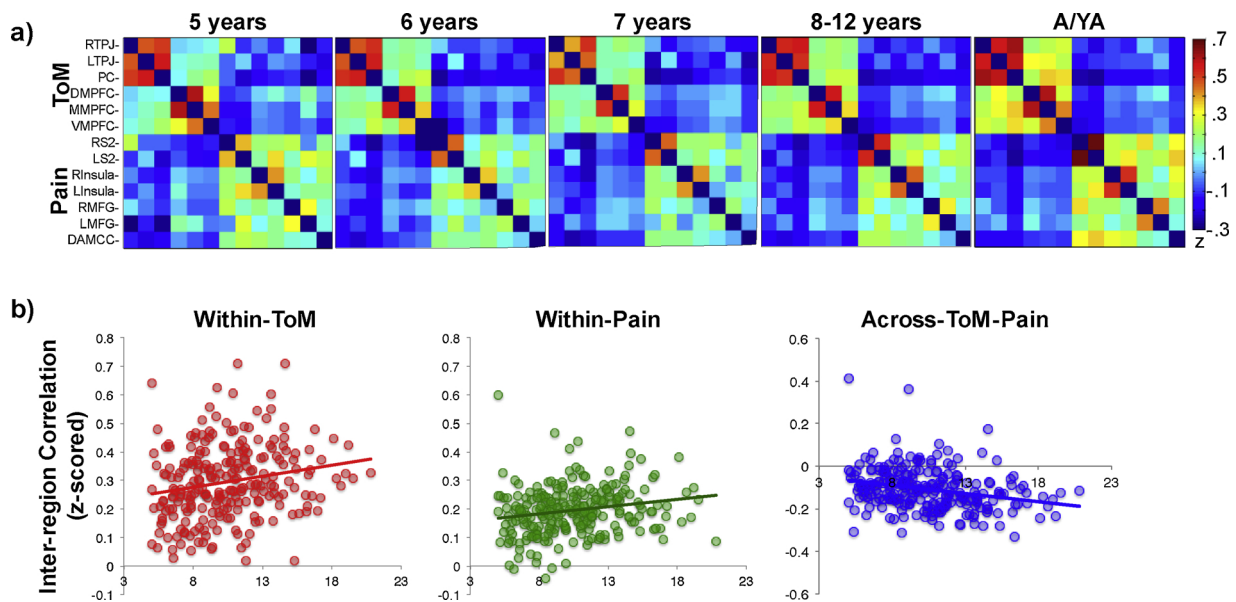 a)
5 years 6 years 7 years 8-12 years A/YA
ToM
RTPJ-
LTPJ-
PC-
DMPFC-
MMPFC-
VMPFC-
Pain
RS2-
LS2-
RInsula-
LInsula-
RMFG-
LMFG-
DAMCC-
.7
.5
.3
.1
-.1
-.3
z
b)
Inter-region Correlation
(z-scored)
Within-ToM
0.8
0.7
0.6
0.5
0.4
0.3
0.2
0.1
0
-0.1
3 8 13 18 23
Within-Pain
0.8
0.7
0.6
0.5
0.4
0.3
0.2
0.1
0
-0.1
3 8 13 18 23
Across-ToM-Pain
0.6
0.4
0.2
0
-0.2
-0.4
-0.6
3 8 13 18 23